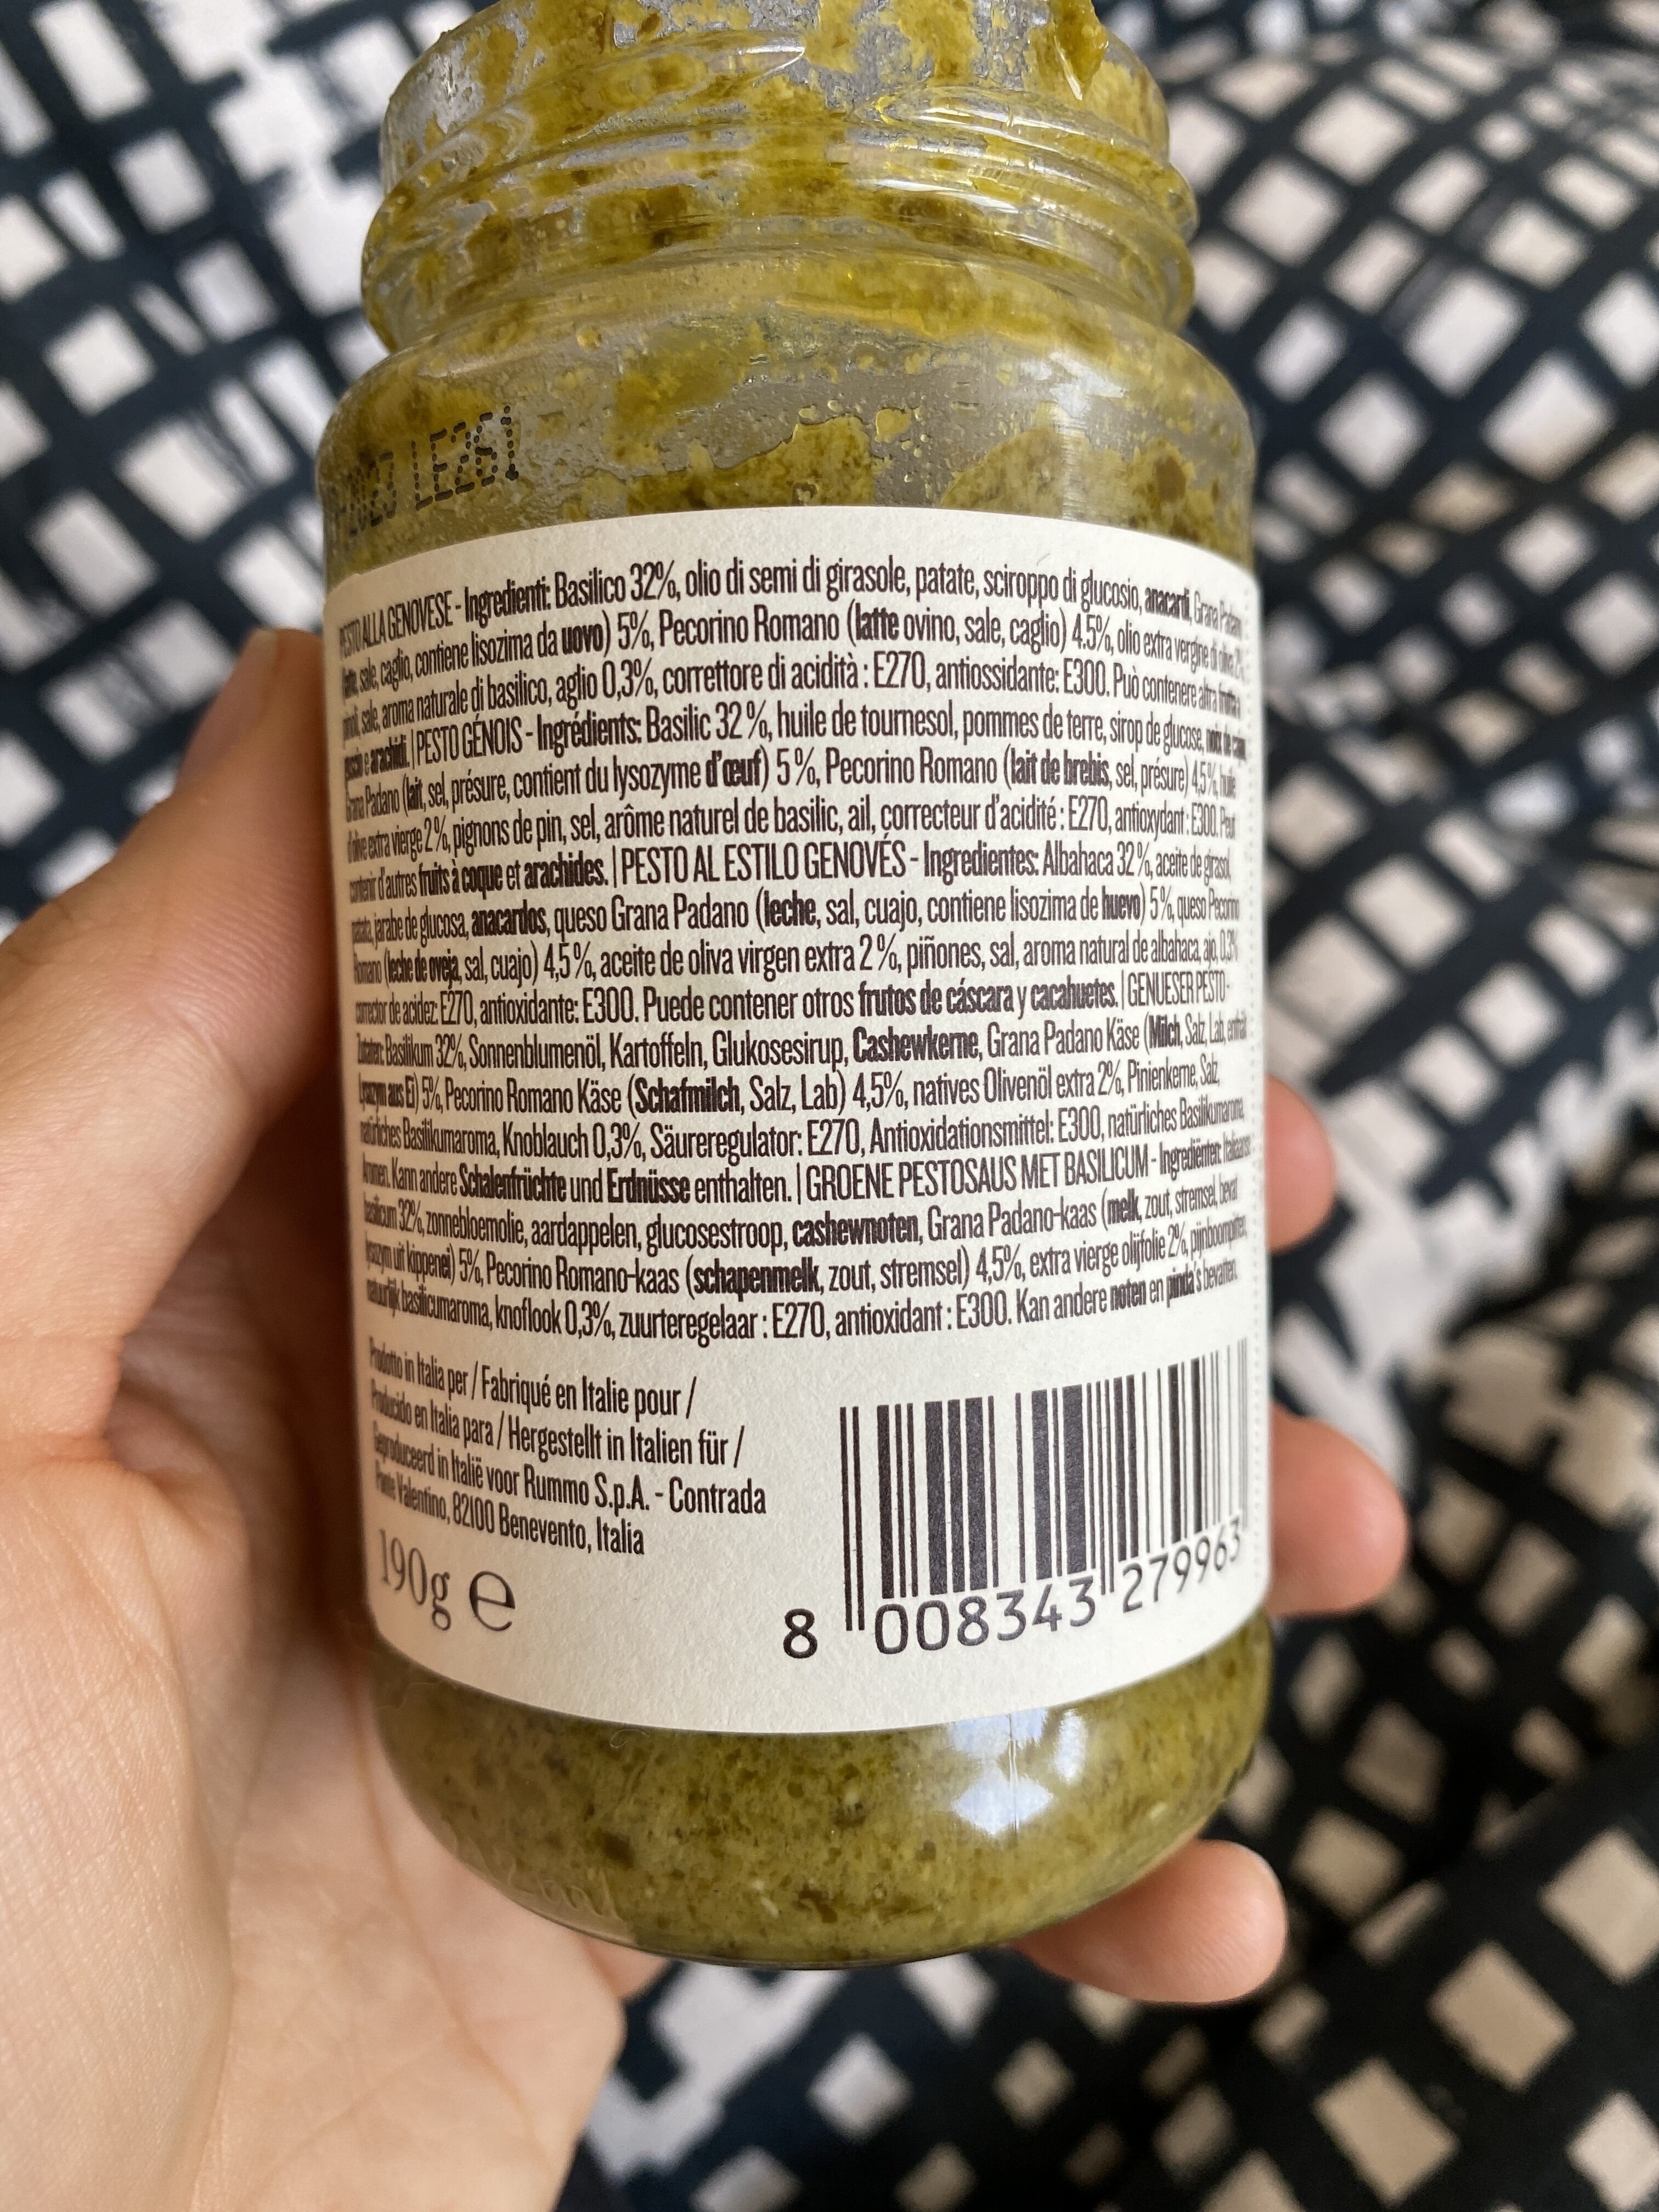 2023 LE261
PESTO ALLA GENOVESE - Ingredienti: Basilico 32%, olio di semi di girasole, patate, sciroppo di glucosio, anacardi, Grana Padano
(latte, sale, caglio, contiene lisozima da uovo) 5%, Pecorino Romano (latte ovino, sale, caglio) 4.5%, olio extra vergine di oliva 2%,
pinoli, sale, aroma naturale di basilico, aglio 0,3%, correttore di acidità : E270, antiossidante: E300. Può contenere altra frutta a
guscio e arachidi. | PESTO GÉNOIS - Ingrédients: Basilic 32 %, huile de tournesol, pommes de terre, sirop de glucose, noix de cajou,
Grana Padano (lait, sel, présure, contient du lysozyme d'œuf) 5 %, Pecorino Romano (lait de brebis, sel, présure) 4,5 %, huile
d'olive extra vierge 2 %, pignons de pin, sel, arôme naturel de basilic, ail, correcteur d'acidité : E270, antioxydant : E300. Peut
contenir d'autres fruits à coque et arachides. | PESTO AL ESTILO GENOVÉS - Ingredientes: Albahaca 32 %, aceite de girasol,
patata, jarabe de glucosa, anacardos, queso Grana Padano (leche, sal, cuajo, contiene lisozima de huevo) 5 %, queso Pecorino
Romano (leche de oveja, sal, cuajo) 4,5 %, aceite de oliva virgen extra 2 %, piñones, sal, aroma natural de albahaca, ajo, 0,3%
corrector de acidez: E270, antioxidante: E300. Puede contener otros frutos de cáscara y cacahuetes. | GENUESER PESTO -
Zutaten: Basilikum 32%, Sonnenblumenöl, Kartoffeln, Glukosesirup, Cashewkerne, Grana Padano Käse (Milch, Salz, Lab, enthält
Lysozym aus Ei) 5%, Pecorino Romano Käse (Schafmilch, Salz, Lab) 4,5%, natives Olivenöl extra 2%, Pinienkerne, Salz,
natürliches Basilikumaroma, Knoblauch 0,3%, Säureregulator: E270, Antioxidationsmittel: E300, natürliches Basilikumaroma,
Aromen. Kann andere Schalenfrüchte und Erdnüsse enthalten. | GROENE PESTOSAUS MET BASILICUM - Ingrediënten: Italiaanse
basilicum 32%, zonnebloemolie, aardappelen, glucosestroop, cashewnoten, Grana Padano-kaas (melk, zout, stremsel, bevat
lysozym uit kippenei) 5%, Pecorino Romano-kaas (schapenmelk, zout, stremsel) 4,5%, extra vierge olijfolie 2%, pijnboompitten,
natuurlijk basilicumaroma, knoflook 0,3%, zuurteregelaar : E270, antioxidant : E300. Kan andere noten en pinda's bevatten.
Prodotto in Italia per / Fabriqué en Italie pour /
Producido en Italia para / Hergestellt in Italien für /
Geproduceerd in Italië voor Rummo S.p.A. - Contrada
Ponte Valentino, 82100 Benevento, Italia
190g e
8 008343 279963